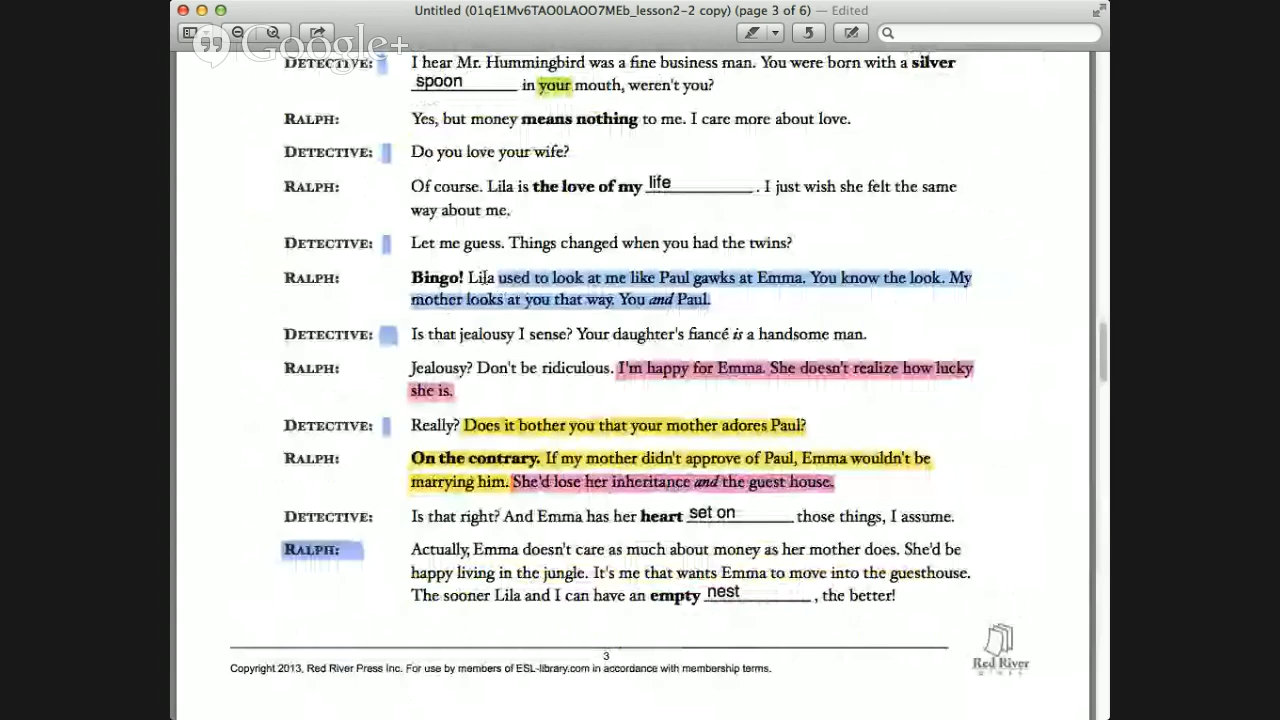 Untitled (01qE1Mv6TAO0LAOO7MEb_lesson2-2 copy) (page 3 of 6) — Edited
Google+
DETECTIVE: I hear Mr. Hummingbird was a fine business man. You were born with a silver
spoon in your mouth, weren't you?
RALPH: Yes, but money means nothing to me. I care more about love.
DETECTIVE: Do you love your wife?
RALPH: Of course. Lila is the love of my life. I just wish she felt the same
way about me.
DETECTIVE: Let me guess. Things changed when you had the twins?
RALPH: Bingo! Lila used to look at me like Paul gawks at Emma. You know the look. My
mother looks at you that way. You and Paul.
DETECTIVE: Is that jealousy I sense? Your daughter's fiancé is a handsome man.
RALPH: Jealousy? Don't be ridiculous. I'm happy for Emma. She doesn't realize how lucky
she is.
DETECTIVE: Really? Does it bother you that your mother adores Paul?
RALPH: On the contrary. If my mother didn't approve of Paul, Emma wouldn't be
marrying him. She'd lose her inheritance and the guest house.
DETECTIVE: Is that right? And Emma has her heart set on those things, I assume.
RALPH: Actually, Emma doesn't care as much about money as her mother does. She'd be
happy living in the jungle. It's me that wants Emma to move into the guesthouse.
The sooner Lila and I can have an empty nest, the better!
3
Copyright 2013, Red River Press Inc. For use by members of ESL-library.com in accordance with membership terms.
Red River